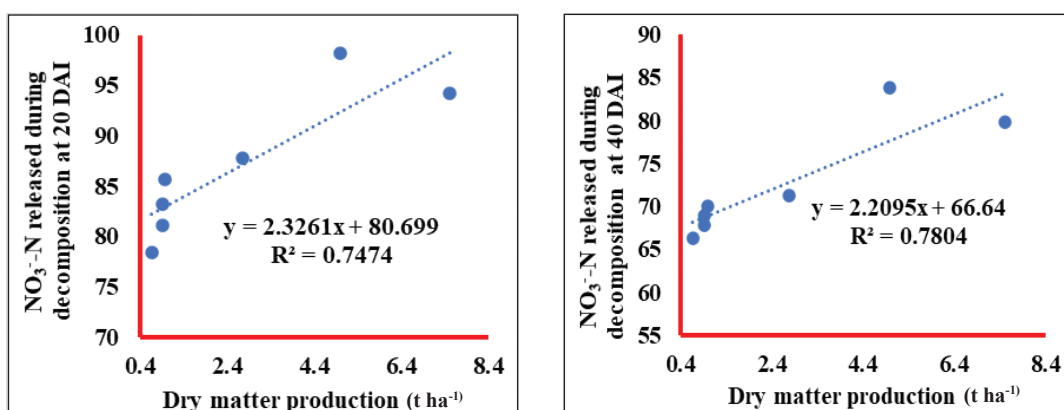 NO₃⁻-N released during
decomposition at 20 DAI
100
95
90
85
80
75
70
y = 2.3261x + 80.699
R² = 0.7474
0.4 2.4 4.4 6.4 8.4
Dry matter production (t ha⁻¹)
NO₃⁻-N released during
decomposition at 40 DAI
90
85
80
75
70
65
60
55
y = 2.2095x + 66.64
R² = 0.7804
0.4 2.4 4.4 6.4 8.4
Dry matter production (t ha⁻¹)